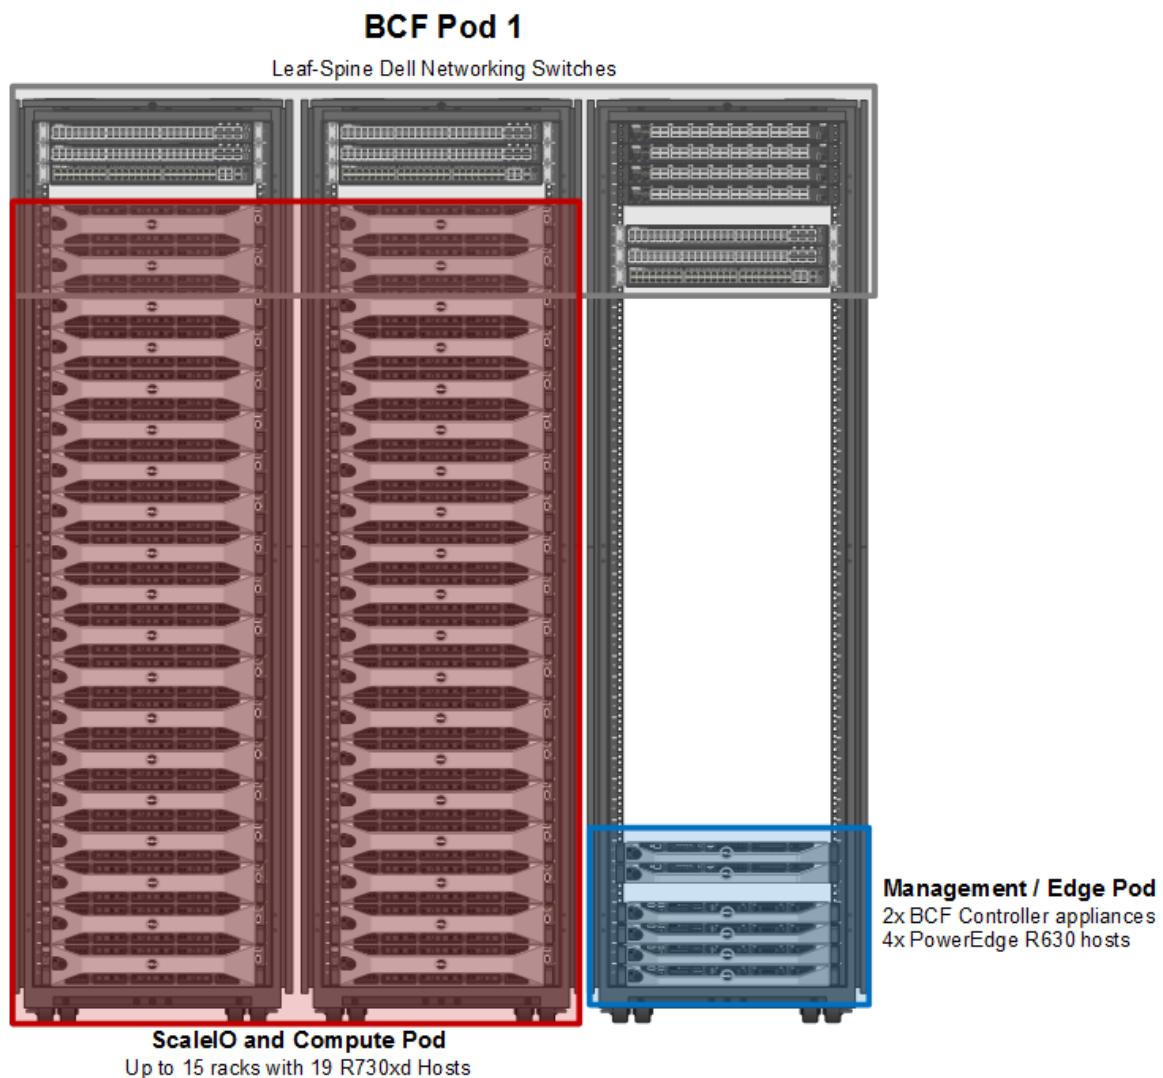 BCF Pod 1
Leaf-Spine Dell Networking Switches
Management / Edge Pod
2x BCF Controller appliances
4x PowerEdge R630 hosts
ScaleIO and Compute Pod
Up to 15 racks with 19 R730xd Hosts